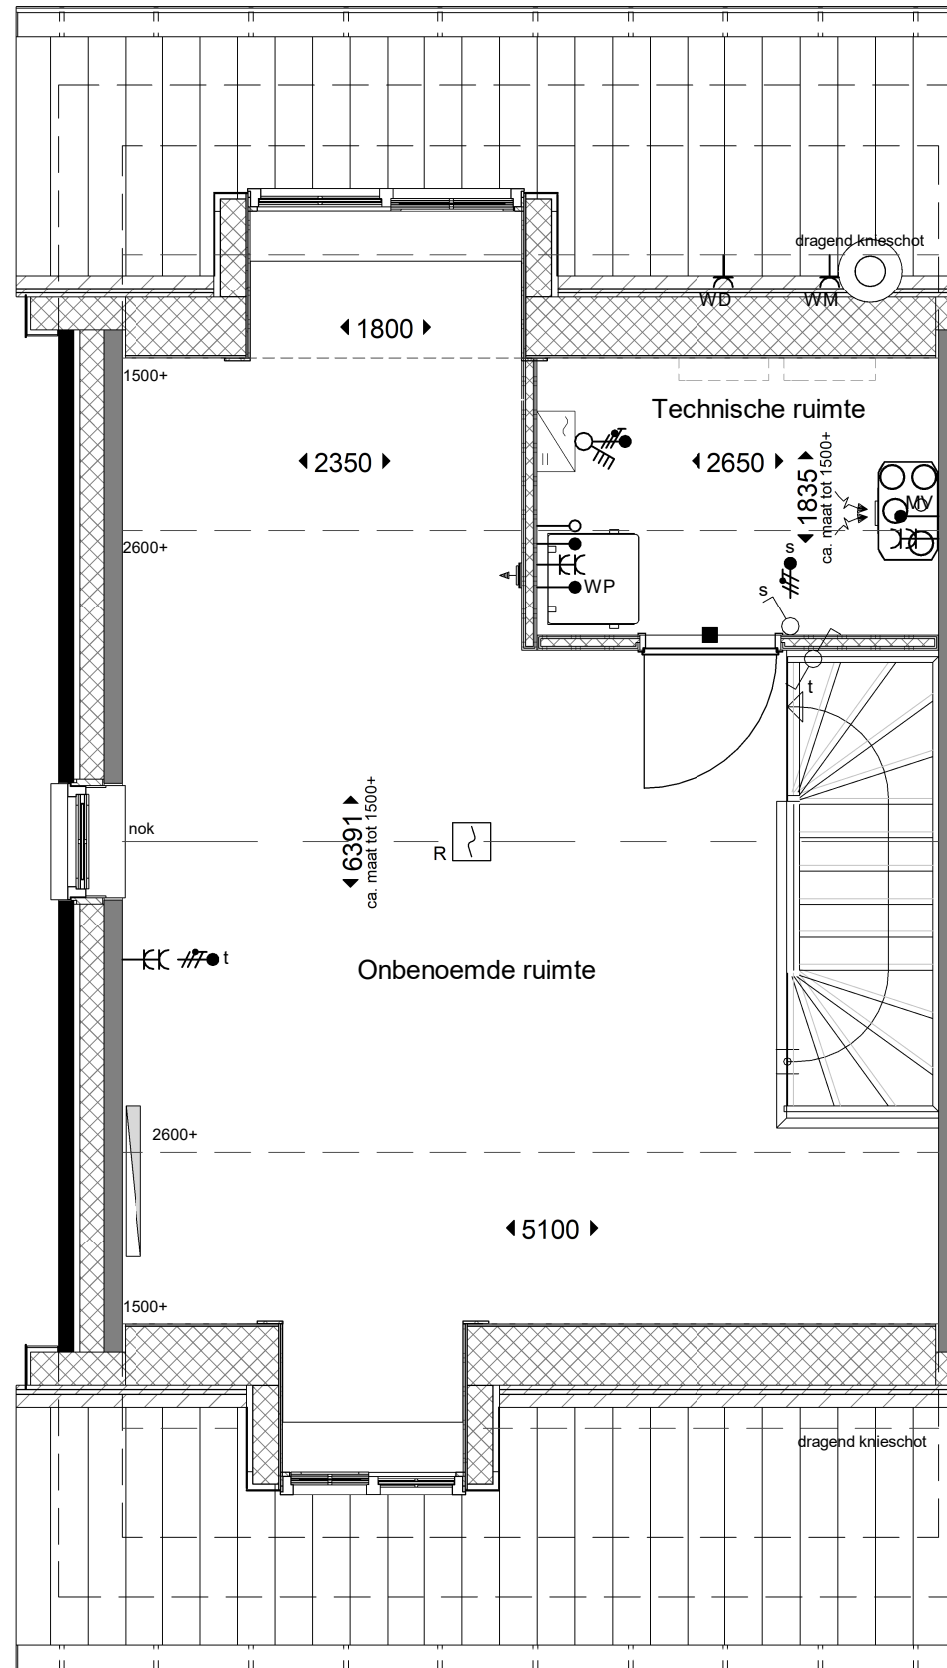 dragend knieschot
WD
WM
1800
1500+
Technische ruimte
2350
2650
1835
ca. maat tot 1500+
MV
2600+
s
WP
s
t
nok
6391
ca. maat tot 1500+
R
t
Onbenoemde ruimte
2600+
5100
1500+
dragend knieschot